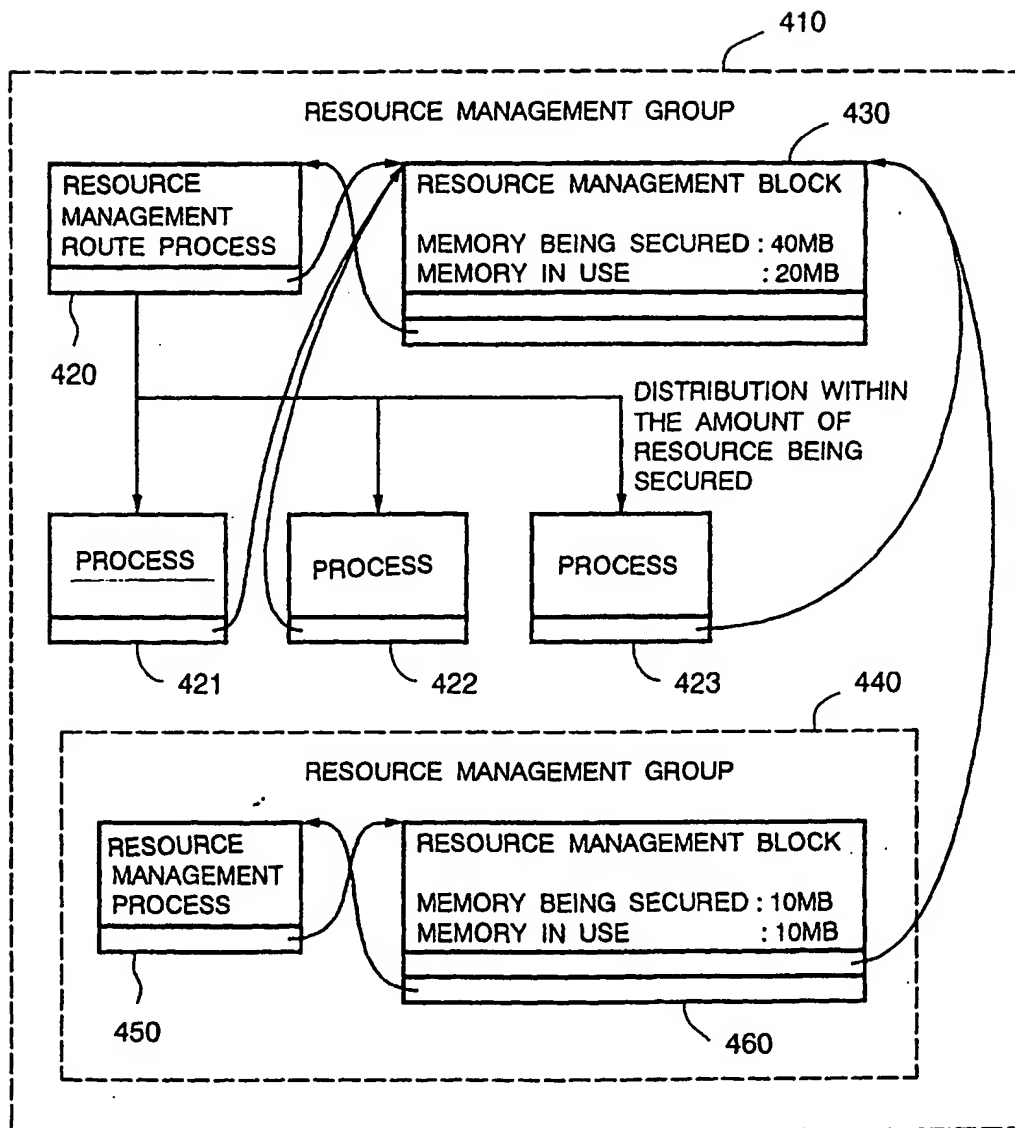 410
RESOURCE MANAGEMENT GROUP
430
RESOURCE
MANAGEMENT
ROUTE PROCESS
RESOURCE MANAGEMENT BLOCK
MEMORY BEING SECURED : 40MB
MEMORY IN USE : 20MB
420
DISTRIBUTION WITHIN
THE AMOUNT OF
RESOURCE BEING
SECURED
PROCESS
PROCESS
PROCESS
421
422
423
440
RESOURCE MANAGEMENT GROUP
RESOURCE
MANAGEMENT
PROCESS
RESOURCE MANAGEMENT BLOCK
MEMORY BEING SECURED : 10MB
MEMORY IN USE : 10MB
450
460